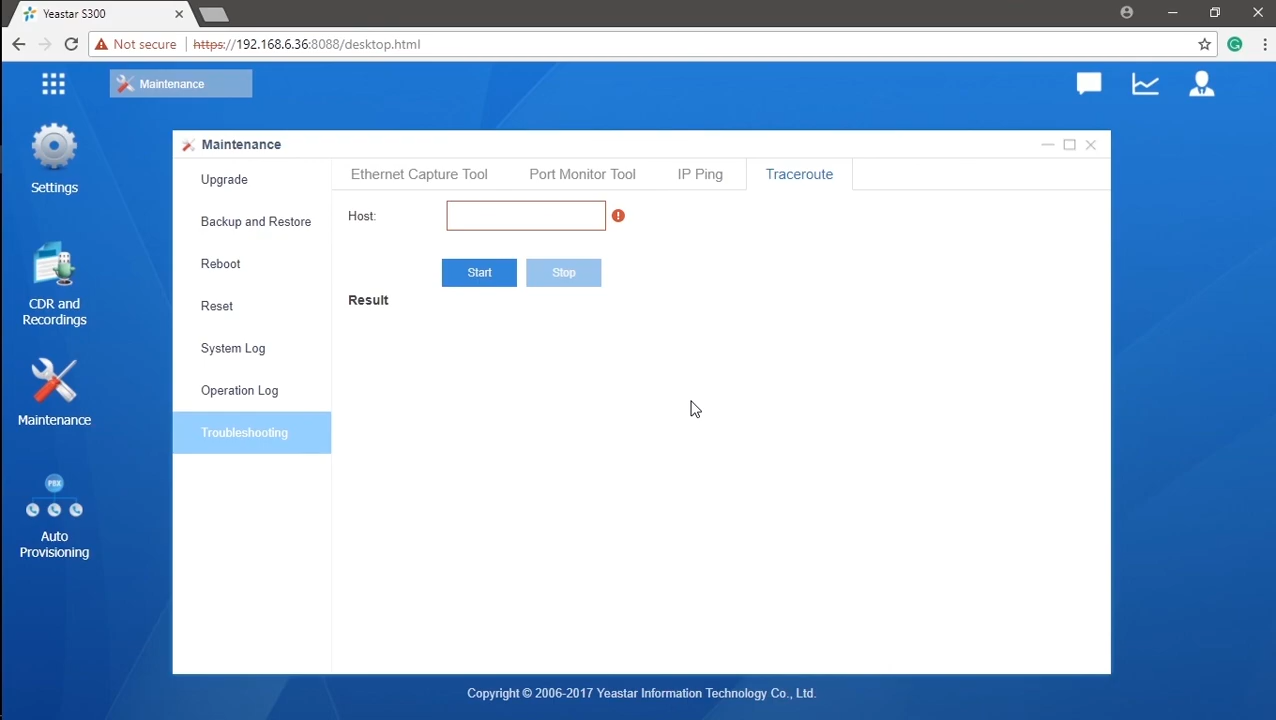 Yeastar S300
Not secure https://192.168.6.36:8088/desktop.html
Maintenance
Settings
CDR and
Recordings
Maintenance
PBX
Auto
Provisioning
Maintenance
Upgrade
Backup and Restore
Reboot
Reset
System Log
Operation Log
Troubleshooting
Ethernet Capture Tool Port Monitor Tool IP Ping Traceroute
Host:
Start Stop
Result
Copyright © 2006-2017 Yeastar Information Technology Co., Ltd.